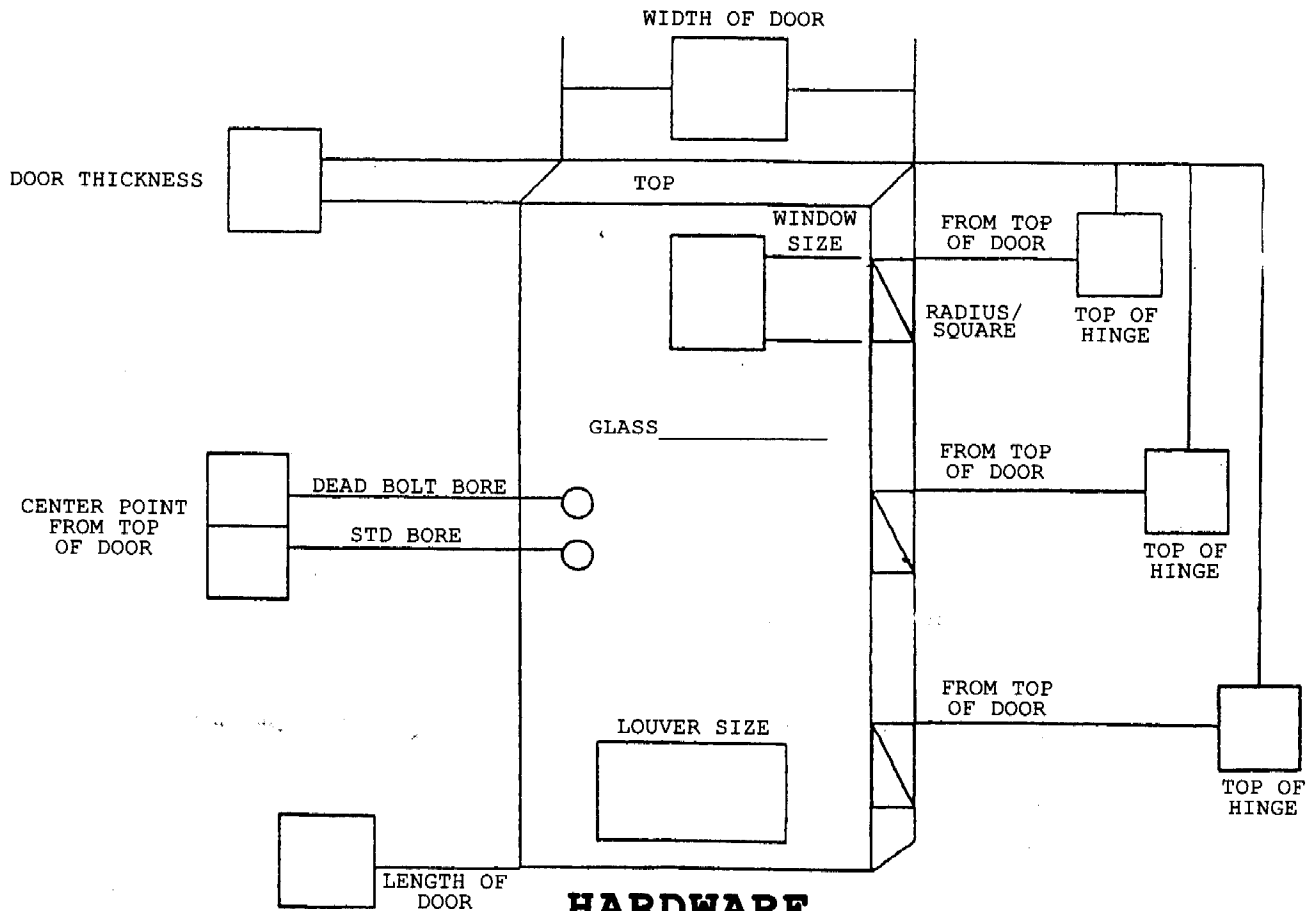 WIDTH OF DOOR
DOOR THICKNESS
TOP
WINDOW
SIZE
FROM TOP
OF DOOR
RADIUS/
SQUARE
TOP OF
HINGE
GLASS
FROM TOP
OF DOOR
TOP OF
HINGE
CENTER POINT
FROM TOP
OF DOOR
DEAD BOLT BORE
STD BORE
FROM TOP
OF DOOR
TOP OF
HINGE
LOUVER SIZE
LENGTH OF
DOOR
HARDWARE